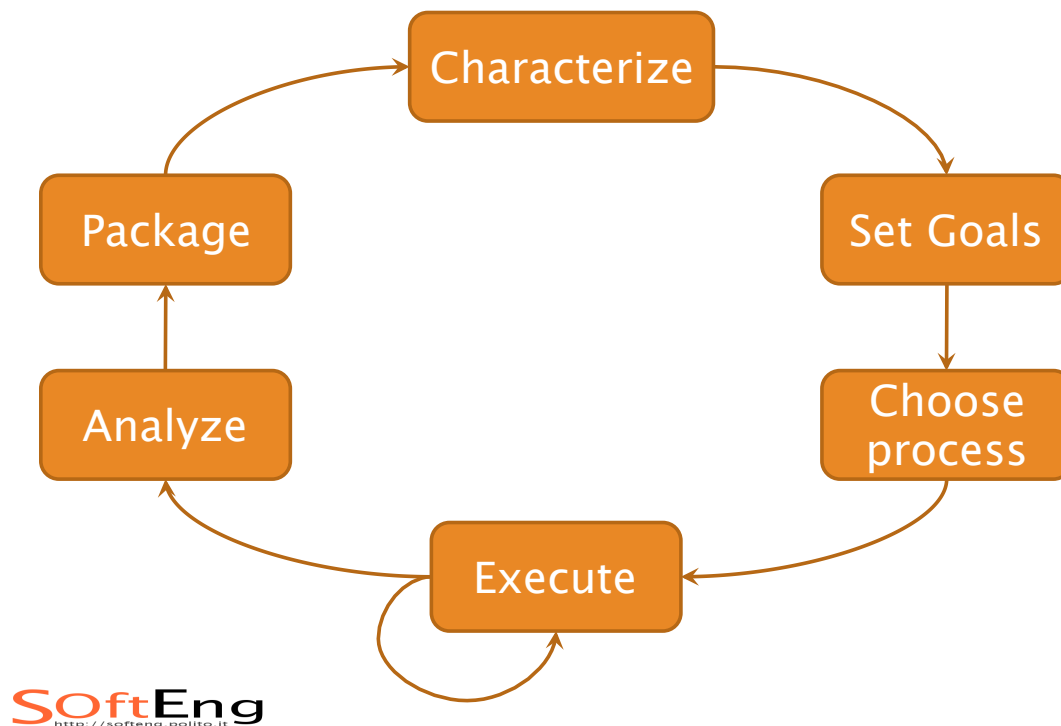 Characterize
Package
Set Goals
Analyze
Choose
process
Execute
SOftEng
http://softeng.polito.it